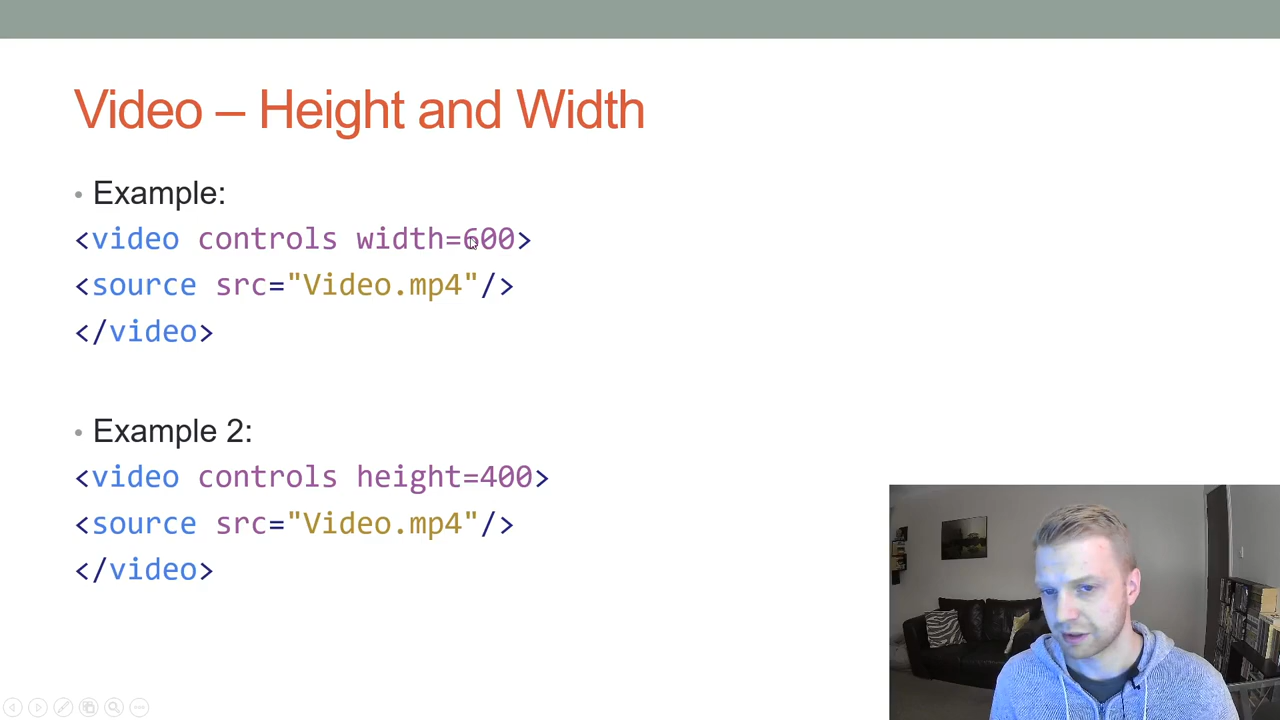 Video – Height and Width
• Example:
<video controls width=600>
<source src="Video.mp4"/>
</video>
• Example 2:
<video controls height=400>
<source src="Video.mp4"/>
</video>